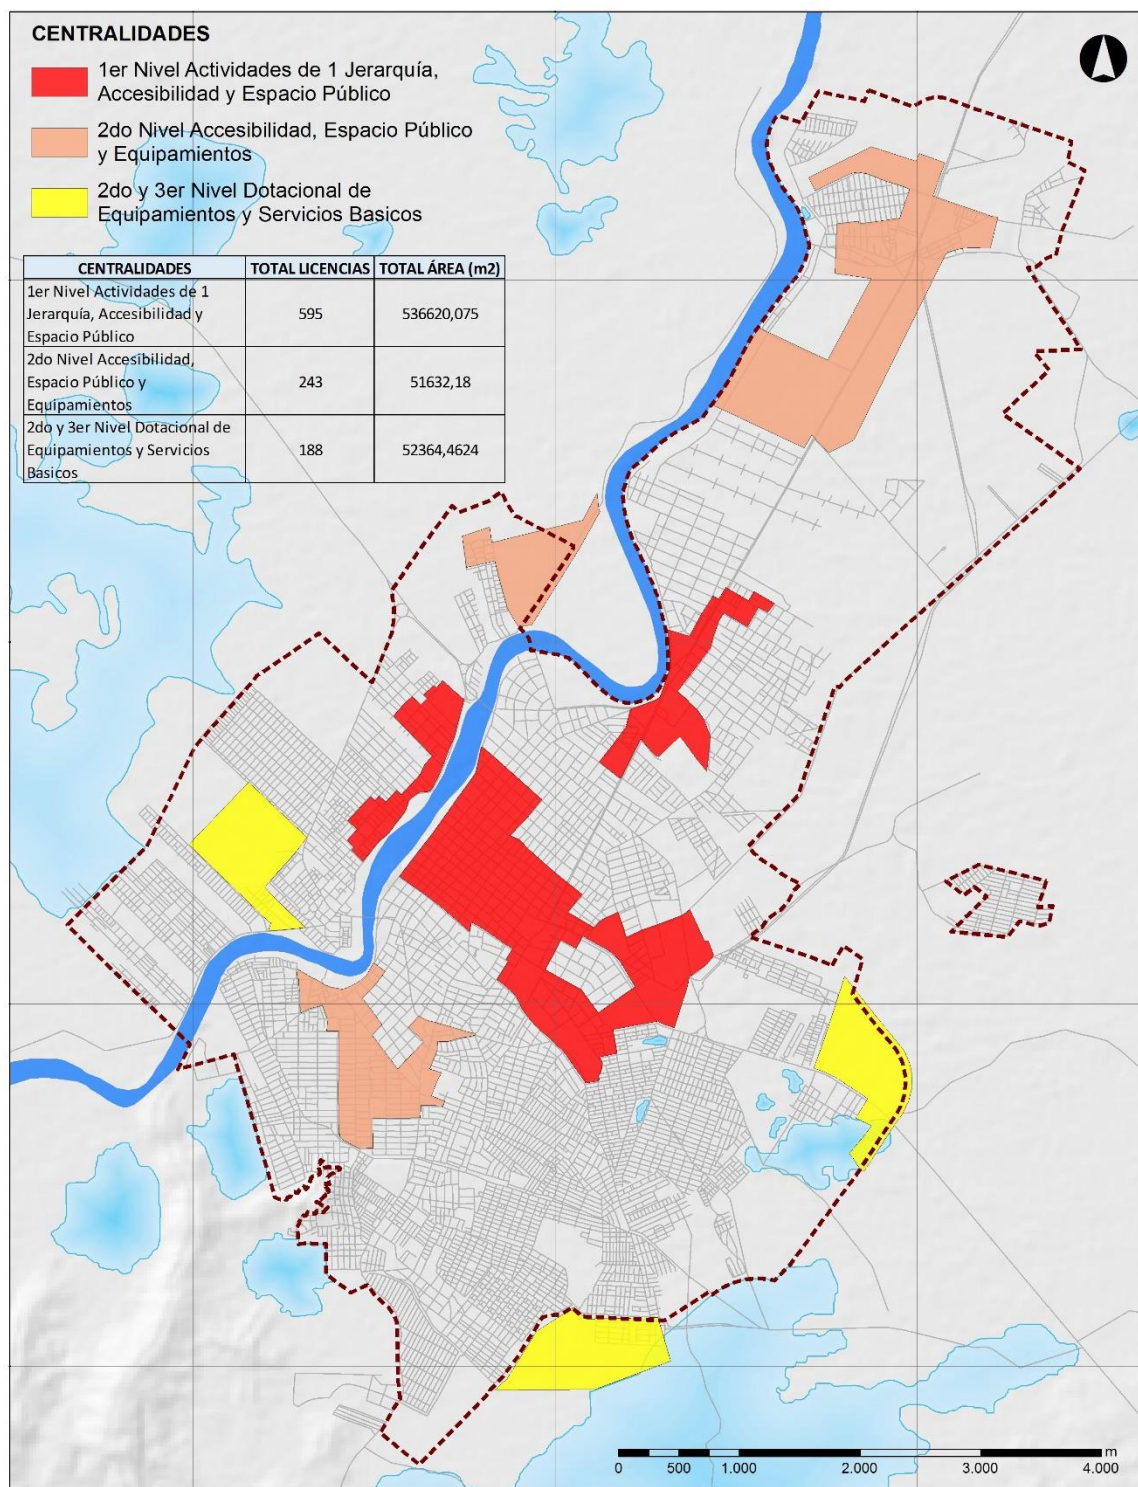 CENTRALIDADES
1er Nivel Actividades de 1 Jerarquía,
Accesibilidad y Espacio Público
2do Nivel Accesibilidad, Espacio Público
y Equipamientos
2do y 3er Nivel Dotacional de
Equipamientos y Servicios Basicos
CENTRALIDADES TOTAL LICENCIAS TOTAL ÁREA (m2)
1er Nivel Actividades de 1
Jerarquía, Accesibilidad y
Espacio Público
595 536620,075
2do Nivel Accesibilidad,
Espacio Público y
Equipamientos
243 51632,18
2do y 3er Nivel Dotacional de
Equipamientos y Servicios
Basicos
188 52364,4624
m
0 500 1.000 2.000 3.000 4.000